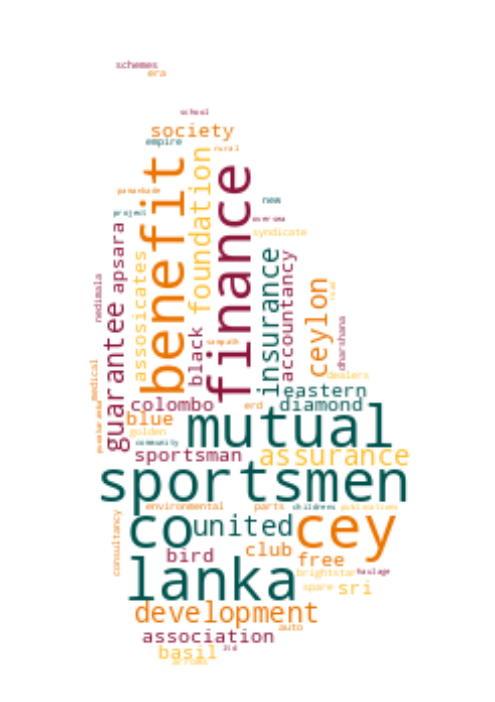 schemes
era
school
society
empire
rural
benefit
foundation
finance
new
project
oversea
syndicate
apsara
assosicates
insurance
accountancy
nedimala
guarantee
black
sampath
ceylon
dharshana
medical
dealers
eastern
colombo
erd
diamond
blue
golden
mutual
community
sportsman
assurance
sportsmen
environmental
parts
childrens
publications
consultancy
co
united
cey
bird
club
free
lanka
brightstar
haulage
spare
sri
development
auto
association
ltd
basil